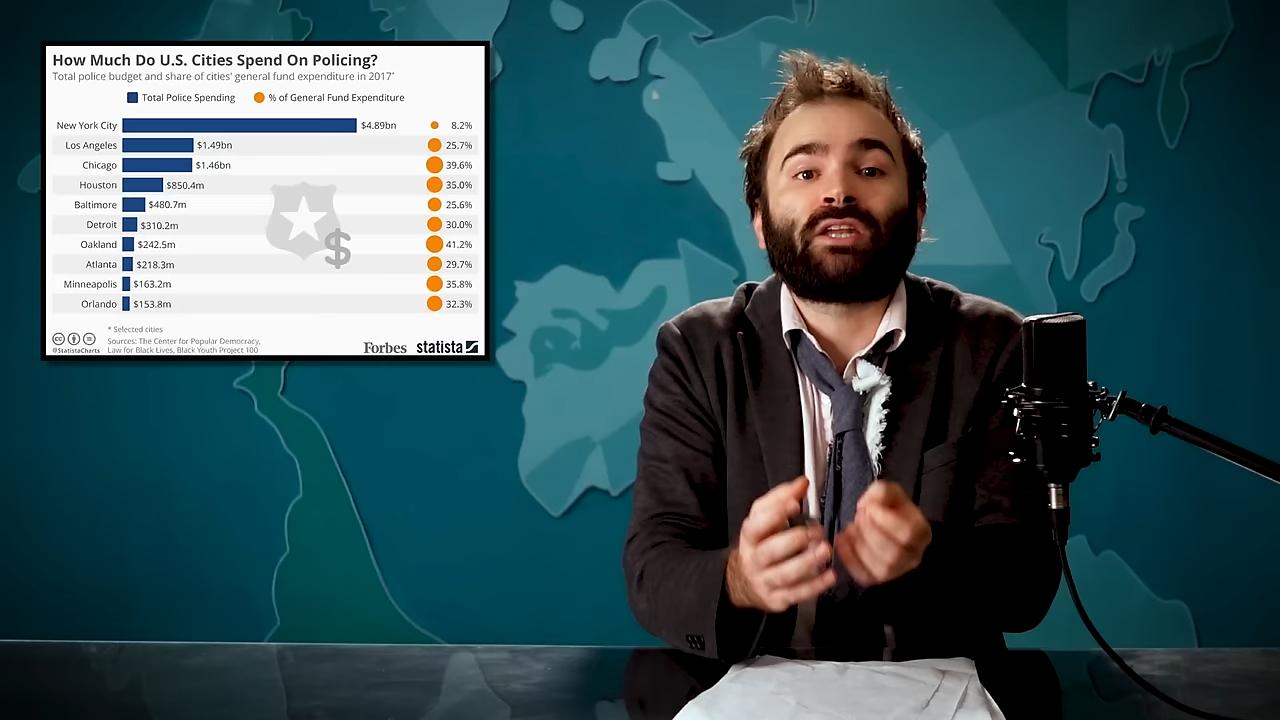 How Much Do U.S. Cities Spend On Policing?
Total police budget and share of cities' general fund expenditure in 2017*
Total Police Spending % of General Fund Expenditure
New York City $4.89bn 8.2%
Los Angeles $1.49bn 25.7%
Chicago $1.46bn 39.6%
Houston $850.4m 35.0%
Baltimore $480.7m 25.6%
Detroit $310.2m 30.0%
Oakland $242.5m 41.2%
Atlanta $218.3m 29.7%
Minneapolis $163.2m 35.8%
Orlando $153.8m 32.3%
$
* Selected cities
Sources: The Center for Popular Democracy,
Law for Black Lives, Black Youth Project 100
cc
@StatistaCharts
Forbes statista